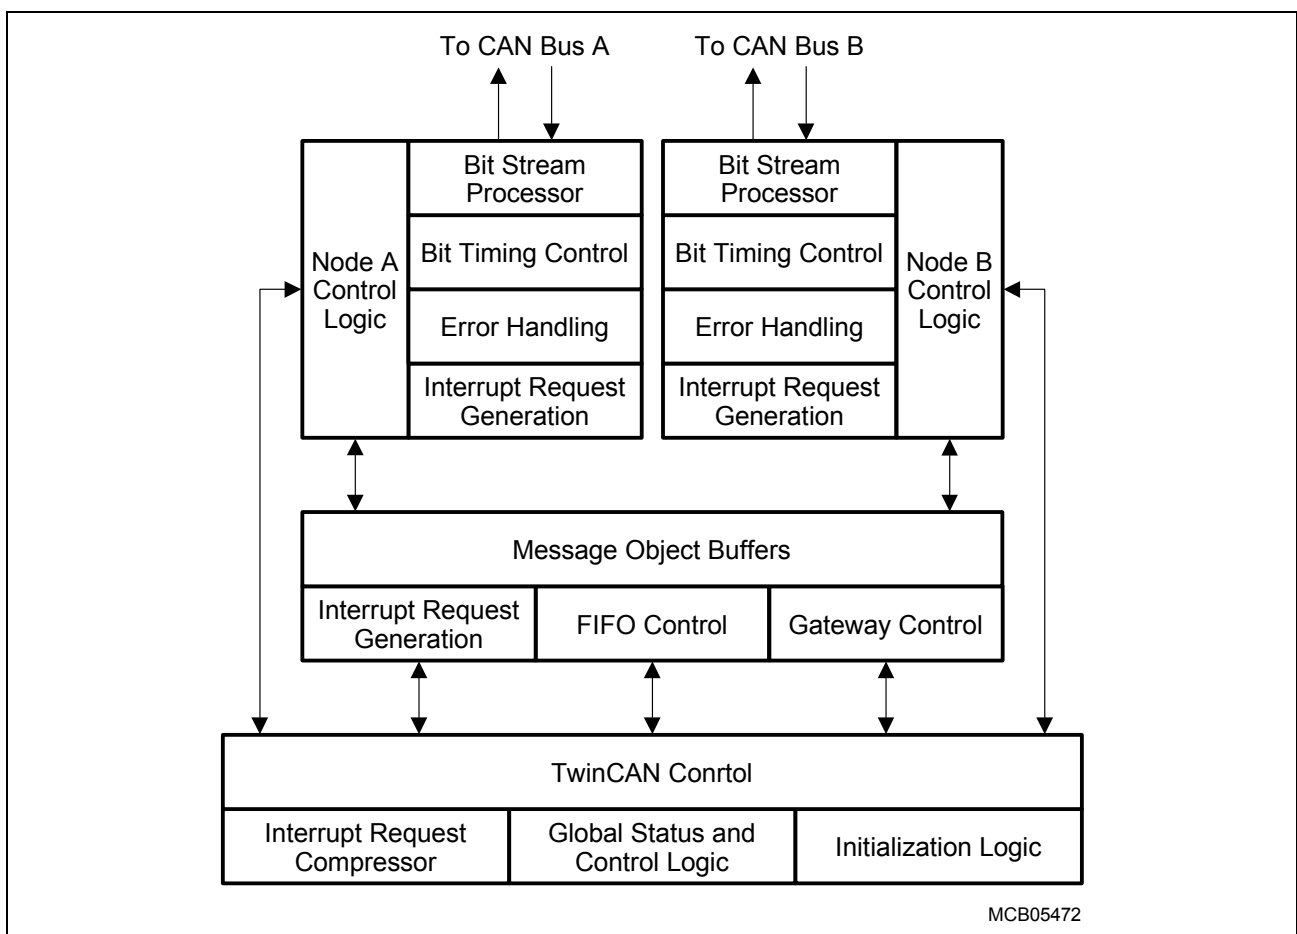 To CAN Bus A
To CAN Bus B
Node A
Control
Logic
Bit Stream
Processor
Bit Timing Control
Error Handling
Interrupt Request
Generation
Bit Stream
Processor
Bit Timing Control
Error Handling
Interrupt Request
Generation
Node B
Control
Logic
Message Object Buffers
Interrupt Request
Generation
FIFO Control
Gateway Control
TwinCAN Conrtol
Interrupt Request
Compressor
Global Status and
Control Logic
Initialization Logic
MCB05472